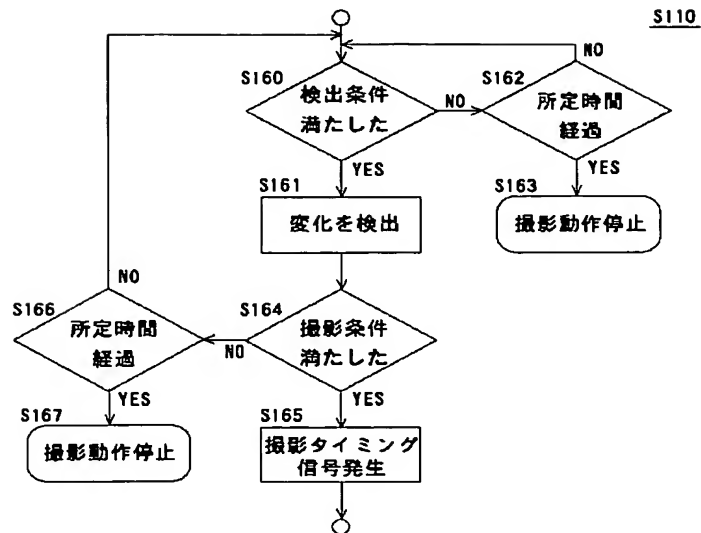 S110
S160
検出条件
満たした
NO
YES
S162
所定時間
経過
NO
YES
S163
撮影動作停止
S161
変化を検出
S164
撮影条件
満たした
NO
YES
S166
所定時間
経過
NO
YES
S167
撮影動作停止
S165
撮影タイミング
信号発生